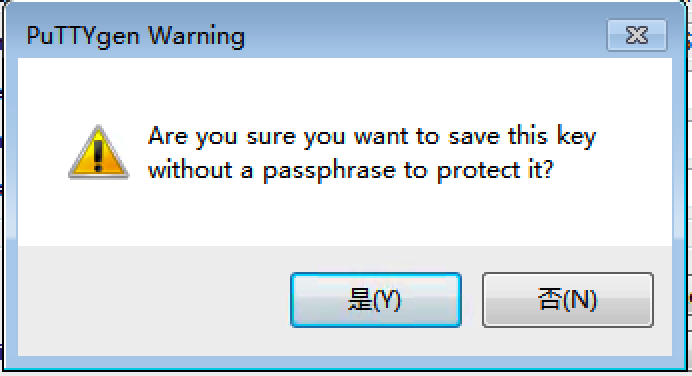 PuTTYgen Warning
Are you sure you want to save this key
without a passphrase to protect it?
是(Y)
否(N)